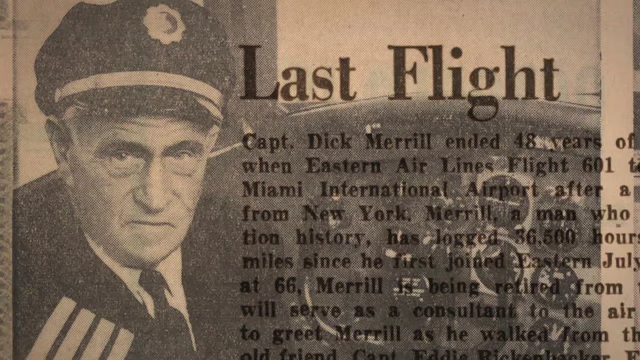 Last Flight
Capt. Dick Merrill ended 48 years of
when Eastern Air Lines Flight 601 t
Miami International Airport after a
from New York. Merrill, a man who
tion history, has logged 36,500 hours
miles since he first joined Eastern July
at 66, Merrill is being retired from
will serve as a consultant to the air
to greet Merrill as he walked from th
old friend, Capt. Eddie Rickenbacker